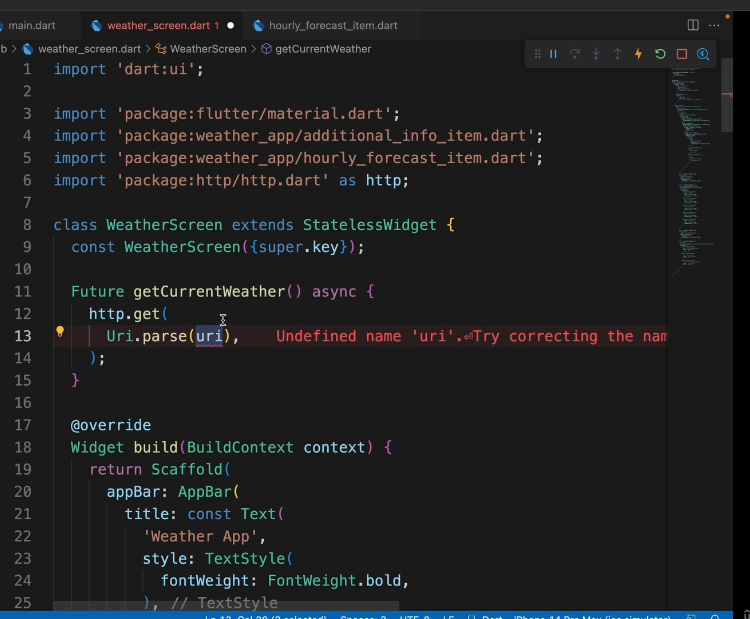 main.dart weather_screen.dart 1 hourly_forecast_item.dart
b > weather_screen.dart > WeatherScreen > getCurrentWeather
1 import 'dart:ui';
2
3 import 'package:flutter/material.dart';
4 import 'package:weather_app/additional_info_item.dart';
5 import 'package:weather_app/hourly_forecast_item.dart';
6 import 'package:http/http.dart' as http;
7
8 class WeatherScreen extends StatelessWidget {
9 const WeatherScreen({super.key});
10
11 Future getCurrentWeather() async {
12 http.get(
13 Uri.parse(uri), Undefined name 'uri'.⏎Try correcting the nam
14 );
15 }
16
17 @override
18 Widget build(BuildContext context) {
19 return Scaffold(
20 appBar: AppBar(
21 title: const Text(
22 'Weather App',
23 style: TextStyle(
24 fontWeight: FontWeight.bold,
25 ), // TextStyle